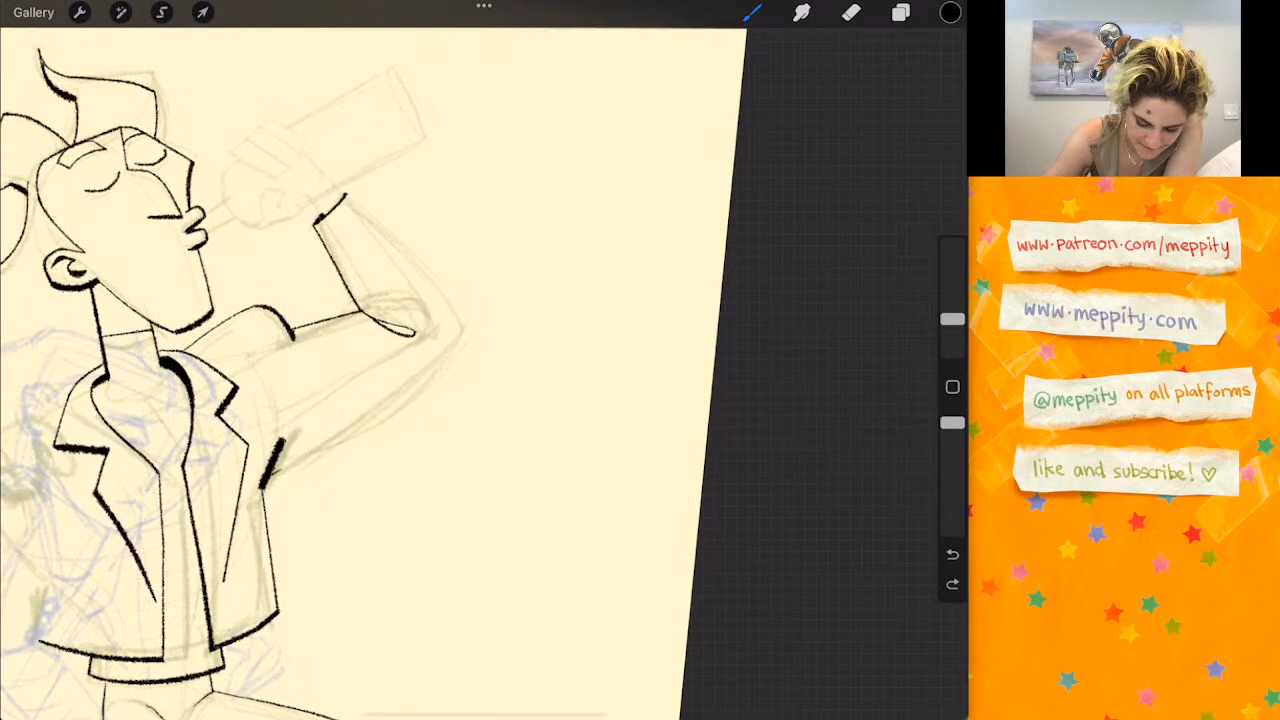 Gallery
www.patreon.com/meppity
www.meppity.com
@meppity on all platforms
like and subscribe! ♡